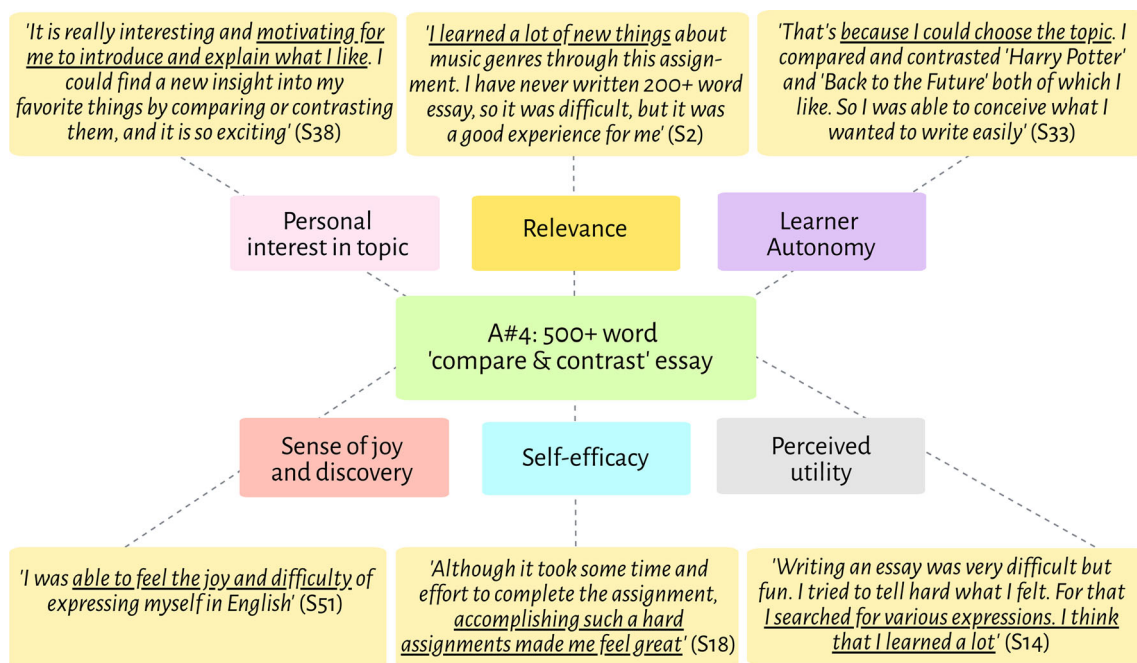 'It is really interesting and motivating for
me to introduce and explain what I like. I
could find a new insight into my
favorite things by comparing or contrasting
them, and it is so exciting' (S38)
'I learned a lot of new things about
music genres through this assign-
ment. I have never written 200+ word
essay, so it was difficult, but it was
a good experience for me' (S2)
'That's because I could choose the topic. I
compared and contrasted 'Harry Potter'
and 'Back to the Future' both of which I
like. So I was able to conceive what I
wanted to write easily' (S33)
Personal
interest in topic
Relevance
Learner
Autonomy
A#4: 500+ word
'compare & contrast' essay
Sense of joy
and discovery
Self-efficacy
Perceived
utility
'I was able to feel the joy and difficulty of
expressing myself in English' (S51)
'Although it took some time and
effort to complete the assignment,
accomplishing such a hard
assignments made me feel great' (S18)
'Writing an essay was very difficult but
fun. I tried to tell hard what I felt. For that
I searched for various expressions. I think
that I learned a lot' (S14)